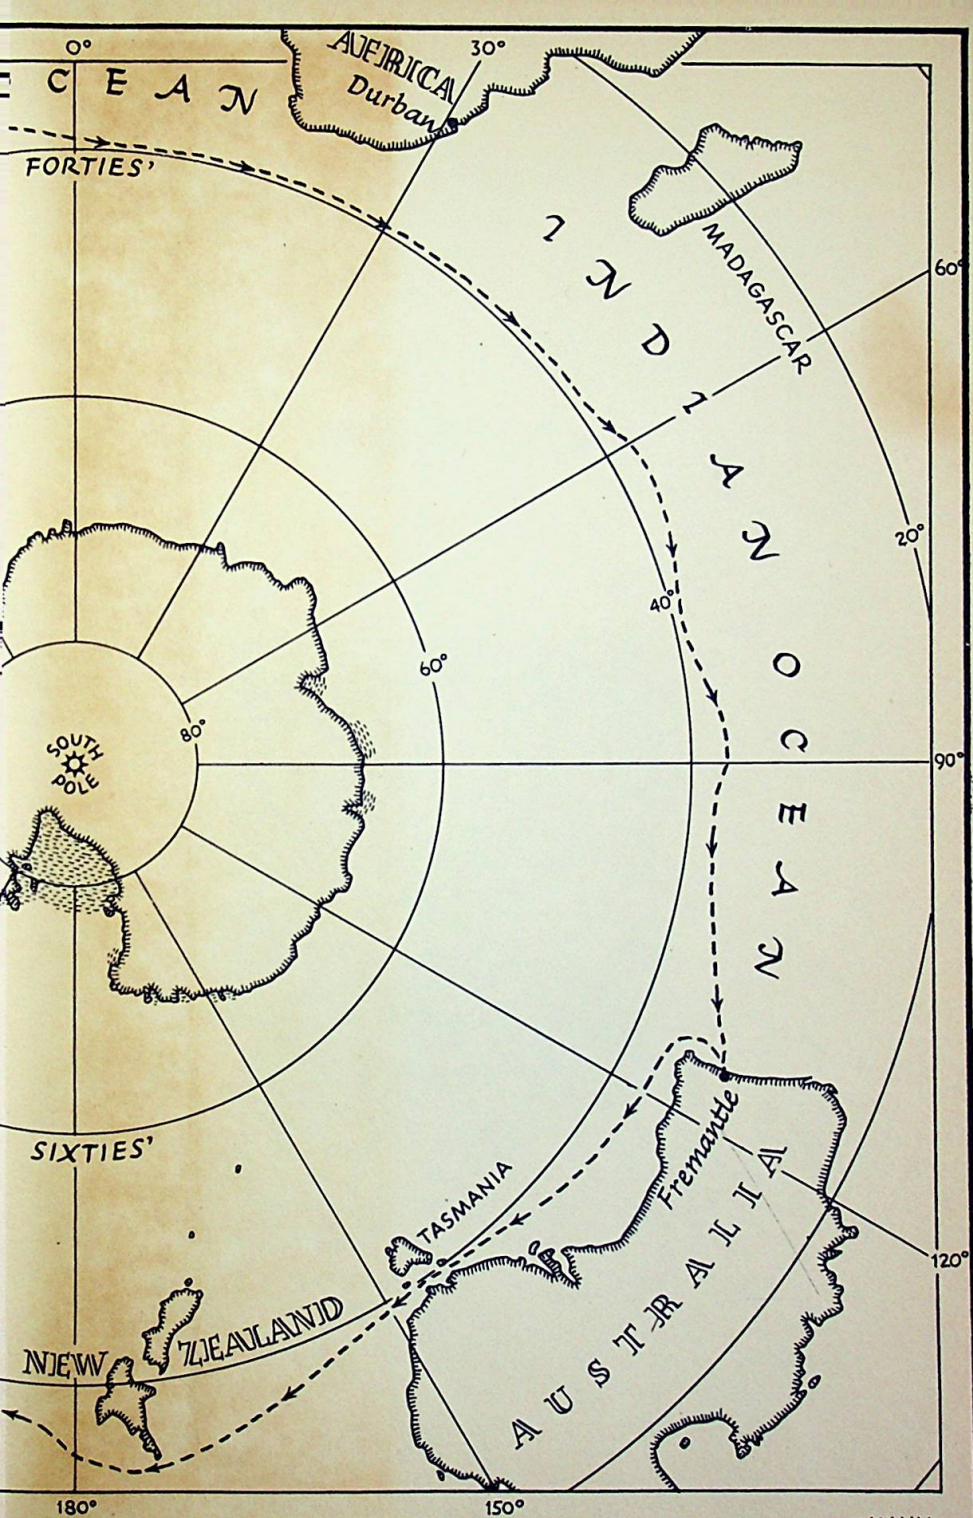 0°
30°
AFRICA
Durban
CEAN
FORTIES'
MADAGASCAR
60°
INDIAN OCEAN
20°
40°
60°
80°
SOUTH
POLE
90°
SIXTIES'
TASMANIA
Fremantle
AUSTRALIA
120°
NEW ZEALAND
180°
150°